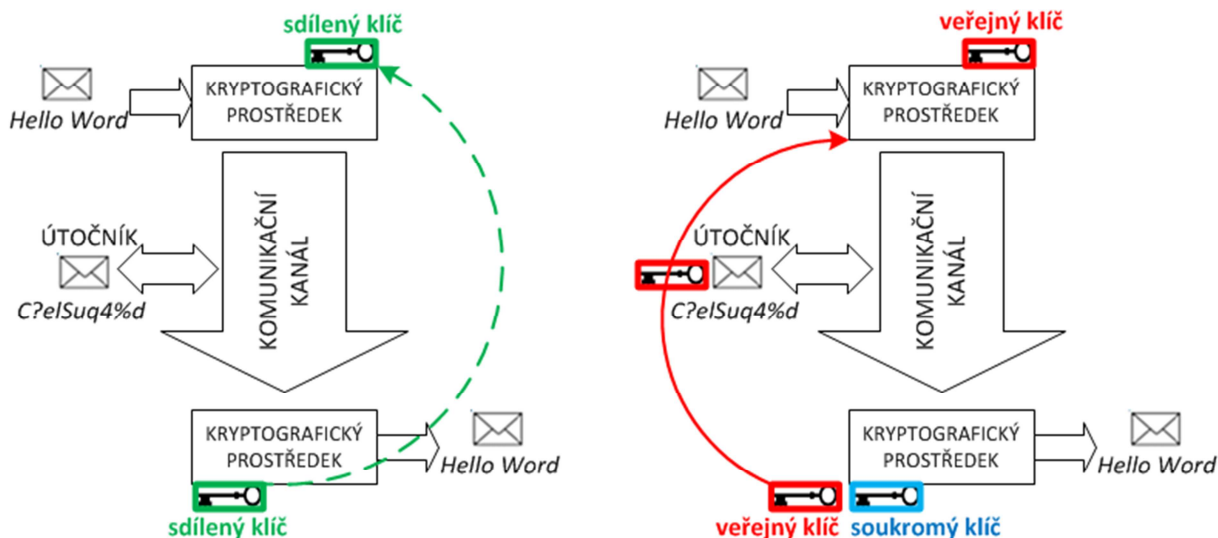 sdílený klíč
KRYPTOGRAFICKÝ
PROSTŘEDEK
Hello Word
ÚTOČNÍK
C?elSuq4%d
KOMUNIKAČNÍ
KANÁL
KRYPTOGRAFICKÝ
PROSTŘEDEK
Hello Word
sdílený klíč
veřejný klíč
KRYPTOGRAFICKÝ
PROSTŘEDEK
Hello Word
ÚTOČNÍK
C?elSuq4%d
KOMUNIKAČNÍ
KANÁL
KRYPTOGRAFICKÝ
PROSTŘEDEK
Hello Word
veřejný klíč
soukromý klíč